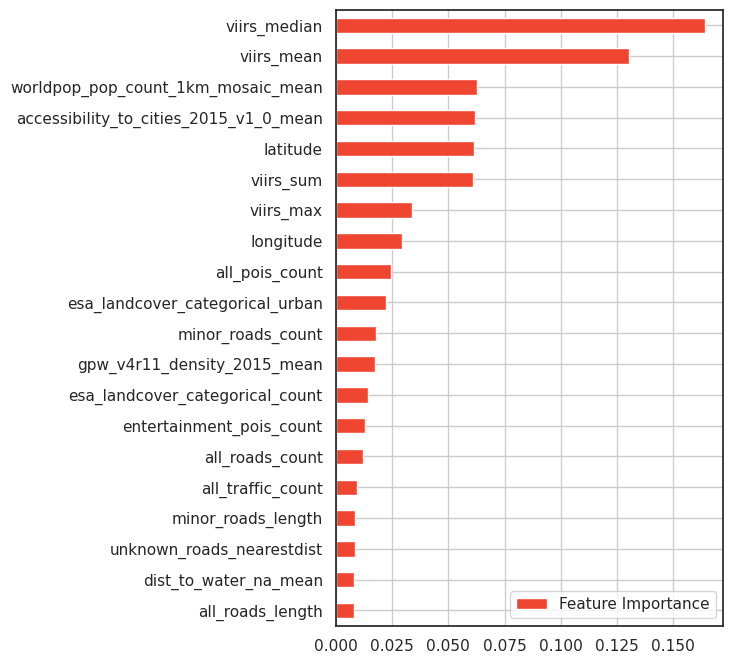 viirs_median
viirs_mean
worldpop_pop_count_1km_mosaic_mean
accessibility_to_cities_2015_v1_0_mean
latitude
viirs_sum
viirs_max
longitude
all_pois_count
esa_landcover_categorical_urban
minor_roads_count
gpw_v4r11_density_2015_mean
esa_landcover_categorical_count
entertainment_pois_count
all_roads_count
all_traffic_count
minor_roads_length
unknown_roads_nearestdist
dist_to_water_na_mean
all_roads_length
Feature Importance
0.000 0.025 0.050 0.075 0.100 0.125 0.150